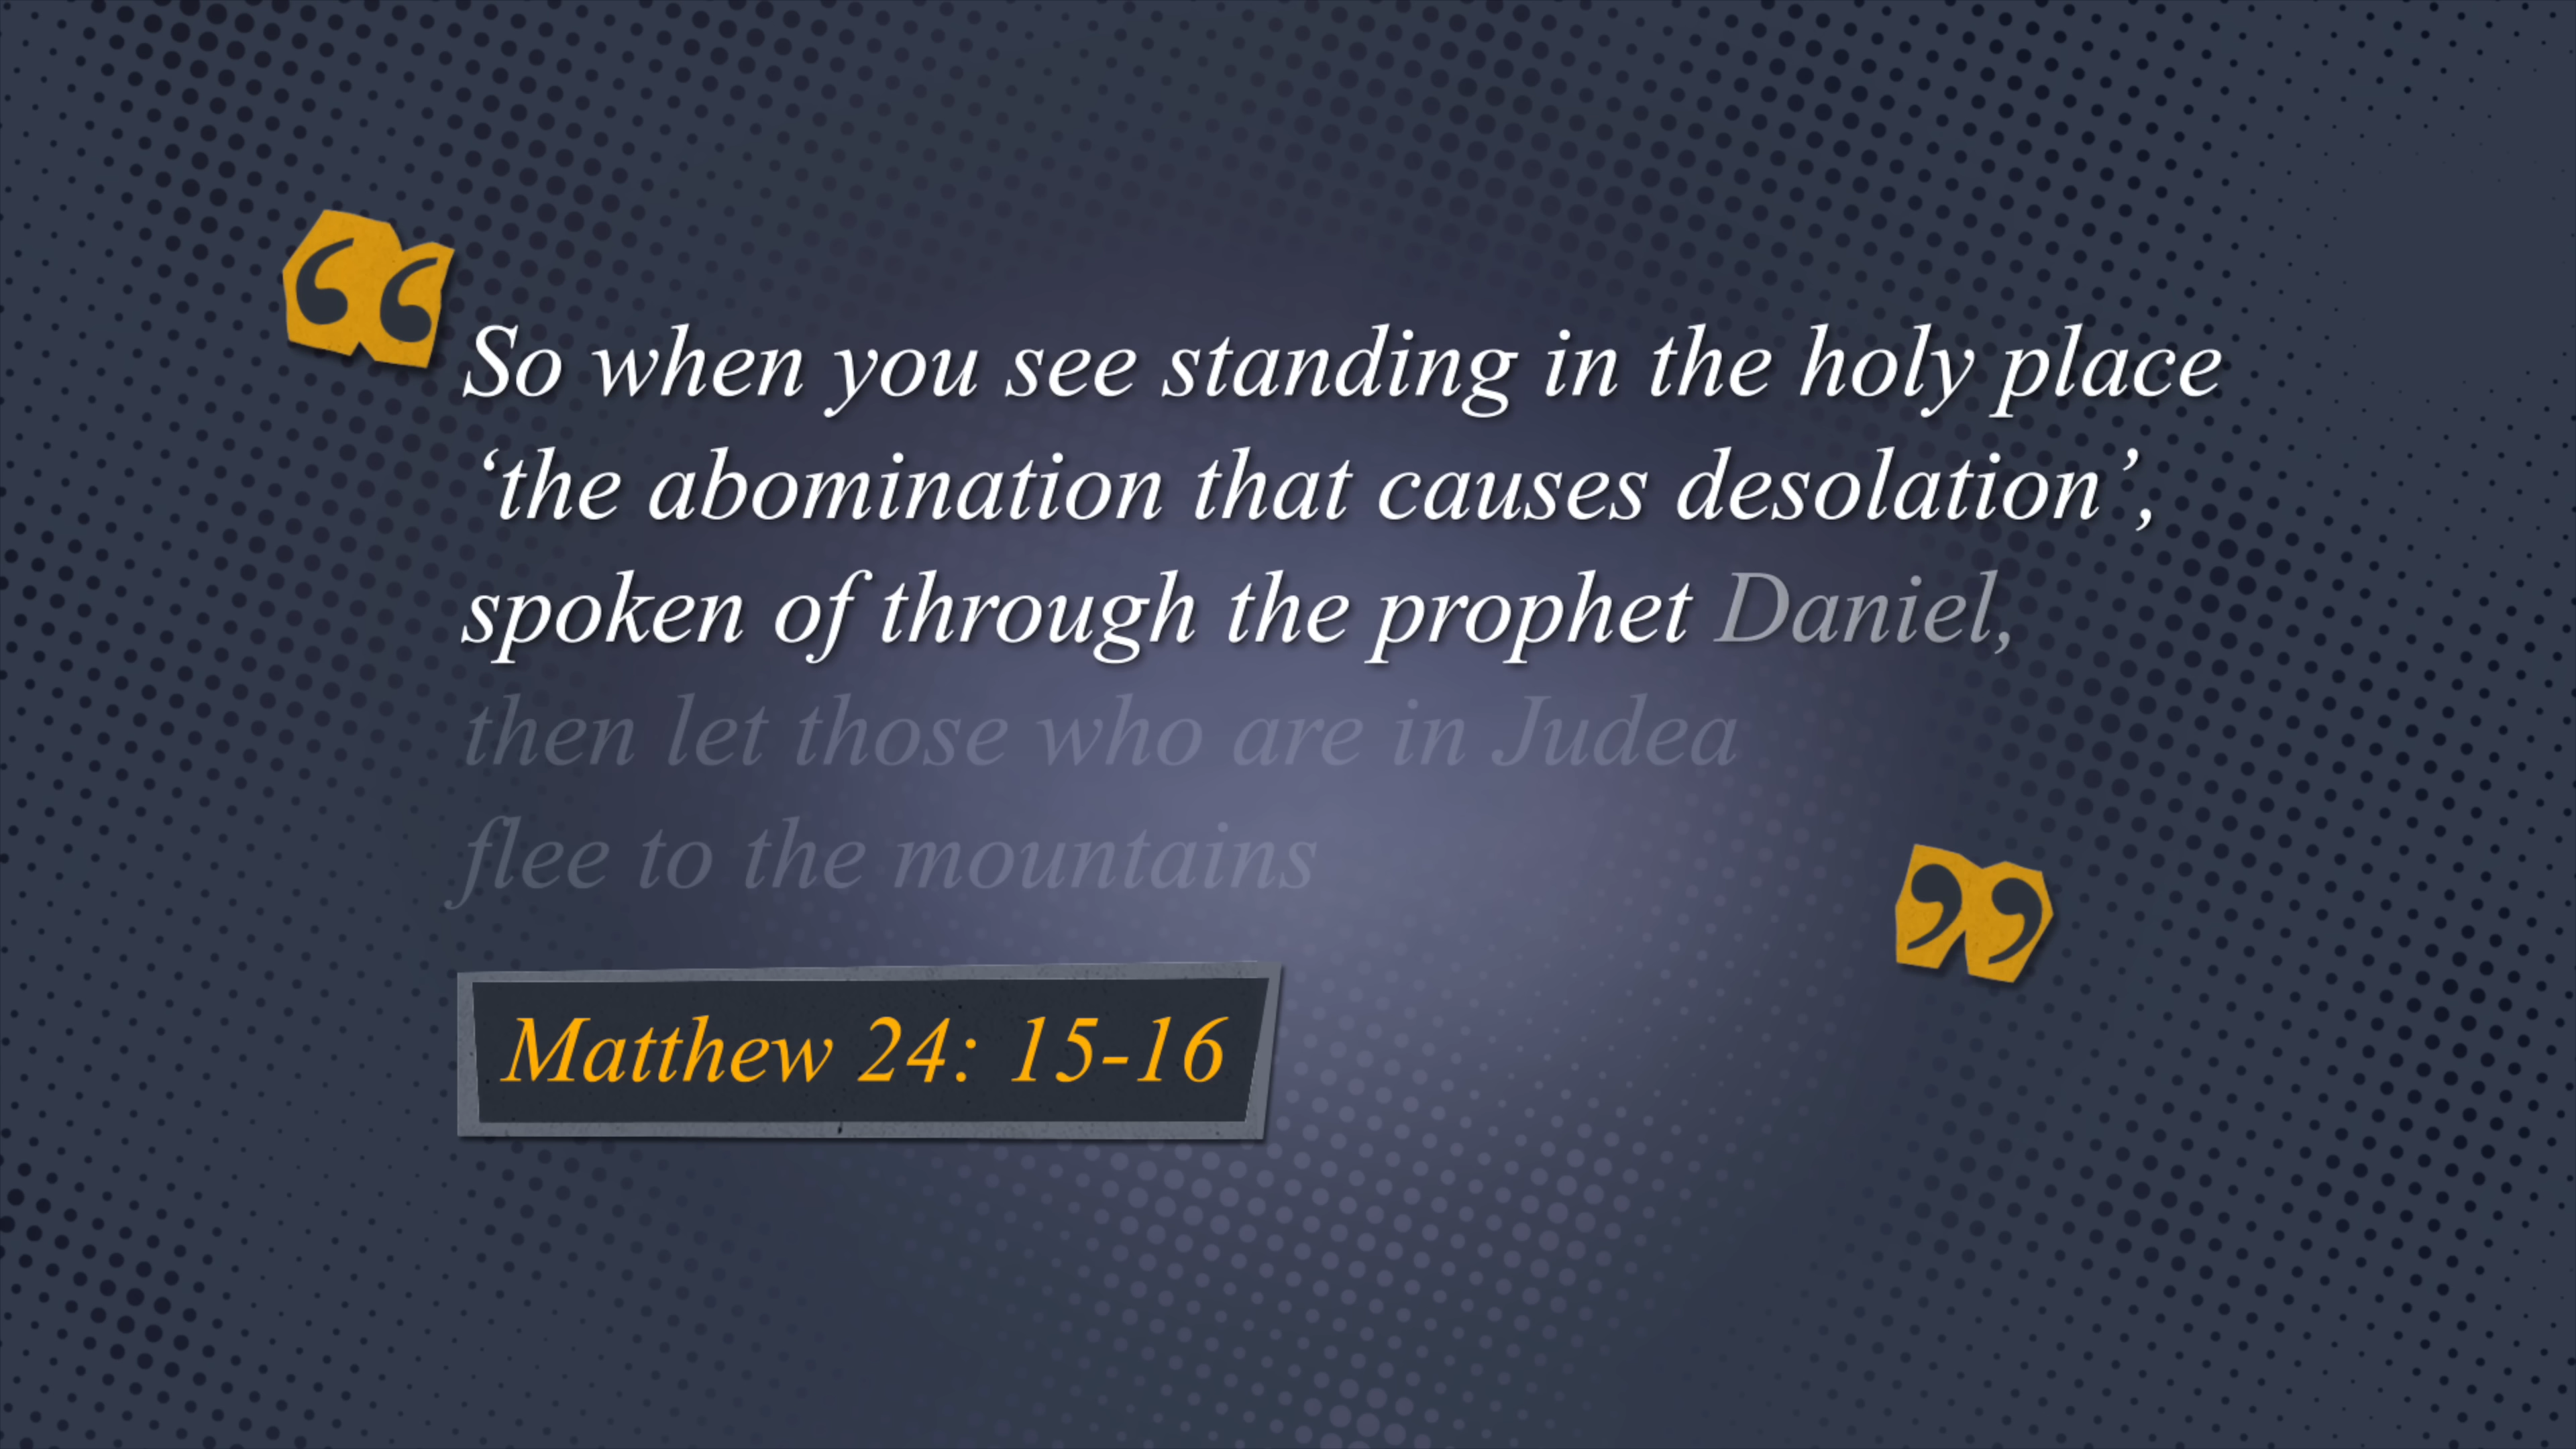 “
So when you see standing in the holy place
‘the abomination that causes desolation’,
spoken of through the prophet Daniel,
then let those who are in Judea
flee to the mountains
”
Matthew 24: 15-16